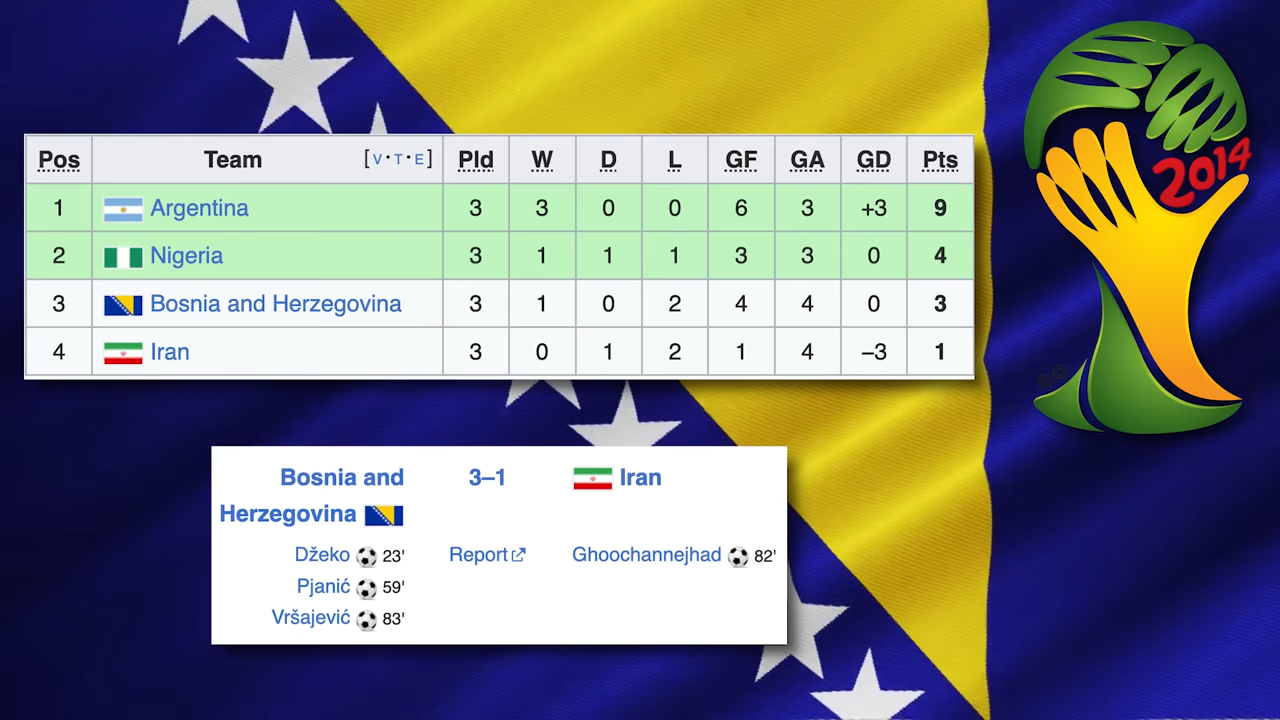 Pos Team [V·T·E] Pld W D L GF GA GD Pts
1 Argentina 3 3 0 0 6 3 +3 9
2 Nigeria 3 1 1 1 3 3 0 4
3 Bosnia and Herzegovina 3 1 0 2 4 4 0 3
4 Iran 3 0 1 2 1 4 −3 1
2014
Bosnia and 3–1 Iran
Herzegovina
Džeko 23' Report Ghoochannejhad 82'
Pjanić 59'
Vršajević 83'